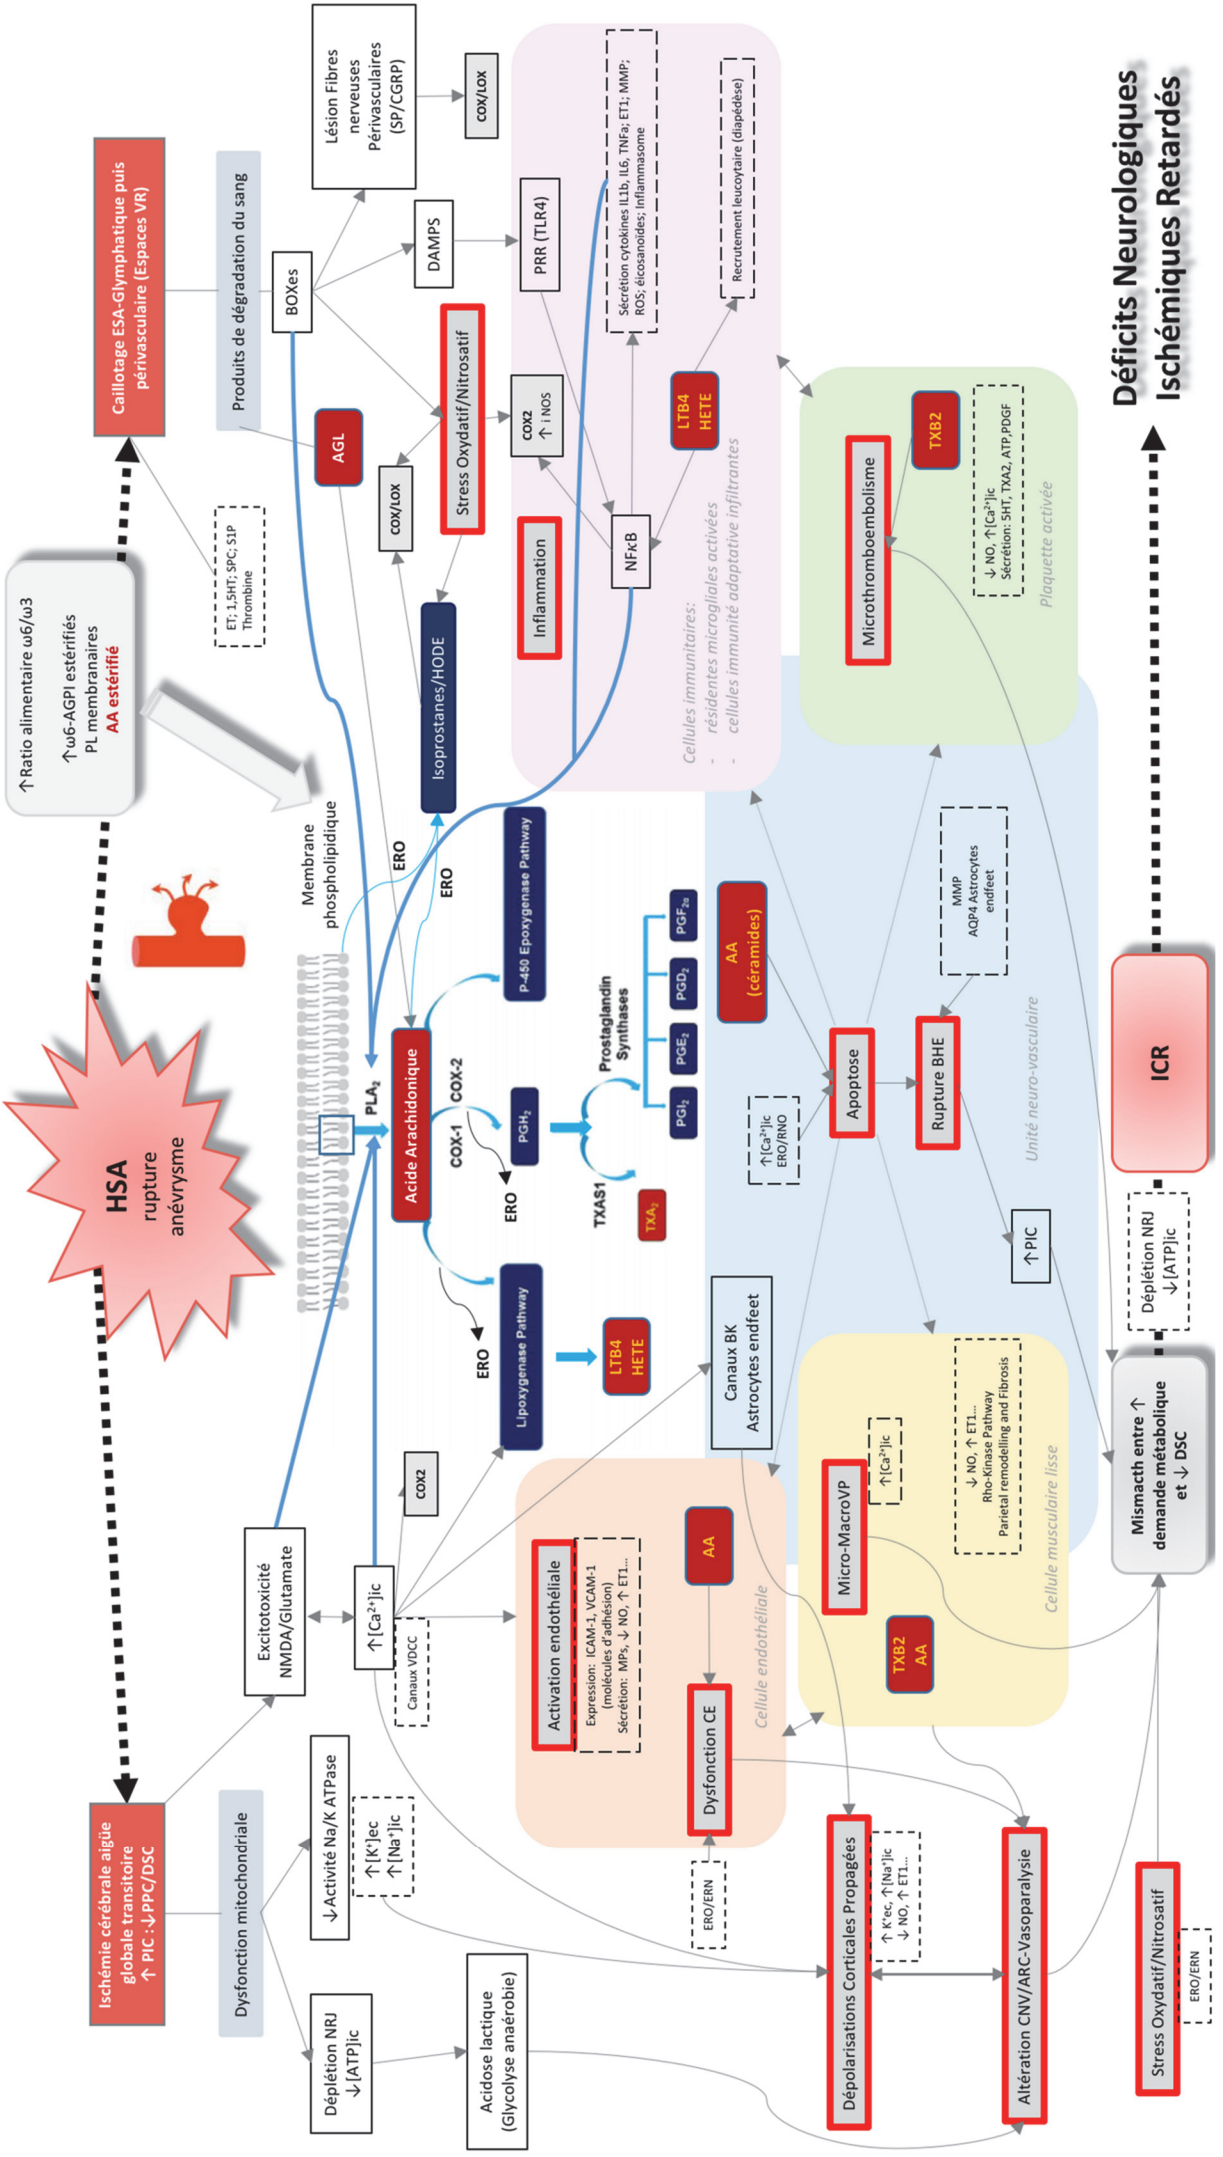 HSA
rupture
anévrysme
↑Ratio alimentaire ω6/ω3
↑ω6-AGPI estérifiés
PL membranaires
AA estérifié
Ischémie cérébrale aigüe
globale transitoire
↑ PIC :↓PPC/DSC
Caillotage ESA-Glymphatique puis
périvasculaire (Espaces VR)
Dysfonction mitochondriale
Produits de dégradation du sang
ET; 1,5HT; SPC; S1P
Thrombine
Déplétion NRJ
↓[ATP]ic
↓Activité Na/K ATPase
↑[K⁺]ec
↑[Na⁺]ic
Excitotoxicité
NMDA/Glutamate
Membrane
phospholipidique
AGL
BOXes
Lésion Fibres
nerveuses
Périvasculaires
(SP/CGRP)
↑[Ca²⁺]ic
Canaux VDCC
COX2
PLA₂
Acide Arachidonique
ERO
ERO
COX/LOX
DAMPS
COX/LOX
Acidose lactique
(Glycolyse anaérobie)
COX-1
COX-2
Isoprostanes/HODE
Stress Oxydatif/Nitrosatif
ERO
ERO
Lipoxygenase Pathway
PGH₂
P-450 Epoxygenase Pathway
COX2
↑ i NOS
PRR (TLR4)
Inflammation
TXAS1
Prostaglandin
Synthases
LTB4
HETE
TXA₂
PGI₂
PGE₂
PGD₂
PGF₂α
NFκB
Sécrétion cytokines IL1b, IL6, TNFa; ET1; MMP;
ROS; éicosanoïdes; Inflammasome
LTB4
HETE
Recrutement leucoytaire (diapédèse)
Cellules immunitaires:
- résidentes microgliales activées
- cellules immunité adaptative infiltrantes
Activation endothéliale
Expression: ICAM-1, VCAM-1
(molécules d'adhésion)
Sécrétion: MPs, ↓ NO, ↑ ET1...
AA
Dysfonction CE
ERO/ERN
Cellule endothéliale
Canaux BK
Astrocytes endfeet
AA
(céramides)
↑[Ca²⁺]ic
ERO/RNO
Apoptose
Rupture BHE
MMP
AQP4 Astrocytes
endfeet
↑PIC
Unité neuro-vasculaire
Microthromboembolisme
TXB2
↓ NO, ↑[Ca²⁺]ic
Sécrétion: 5HT, TXA2, ATP,PDGF
Plaquette activée
Dépolarisations Corticales Propagées
↑ K⁺ec, ↑[Na⁺]ic
↓ NO, ↑ ET1...
Micro-MacroVP
↑[Ca²⁺]ic
TXB2
AA
↓ NO, ↑ ET1...
Rho-Kinase Pathway
Parietal remodelling and Fibrosis
Cellule musculaire lisse
Altération CNV/ARC-Vasoparalysie
Stress Oxydatif/Nitrosatif
ERO/ERN
Mismacth entre ↑
demande métabolique
et ↓ DSC
Déplétion NRJ
↓[ATP]ic
ICR
Déficits Neurologiques
Ischémiques Retardés